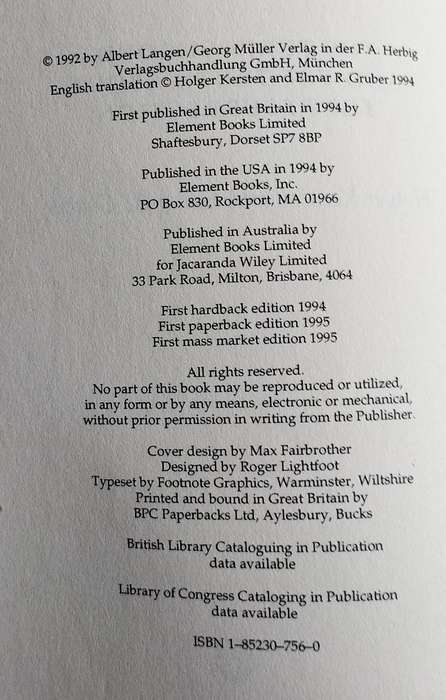 © 1992 by Albert Langen/Georg Müller Verlag in der F.A. Herbig
Verlagsbuchhandlung GmbH, München
English translation © Holger Kersten and Elmar R. Gruber 1994
First published in Great Britain in 1994 by
Element Books Limited
Shaftesbury, Dorset SP7 8BP
Published in the USA in 1994 by
Element Books, Inc.
PO Box 830, Rockport, MA 01966
Published in Australia by
Element Books Limited
for Jacaranda Wiley Limited
33 Park Road, Milton, Brisbane, 4064
First hardback edition 1994
First paperback edition 1995
First mass market edition 1995
All rights reserved.
No part of this book may be reproduced or utilized,
in any form or by any means, electronic or mechanical,
without prior permission in writing from the Publisher.
Cover design by Max Fairbrother
Designed by Roger Lightfoot
Typeset by Footnote Graphics, Warminster, Wiltshire
Printed and bound in Great Britain by
BPC Paperbacks Ltd, Aylesbury, Bucks
British Library Cataloguing in Publication
data available
Library of Congress Cataloging in Publication
data available
ISBN 1–85230–756–0